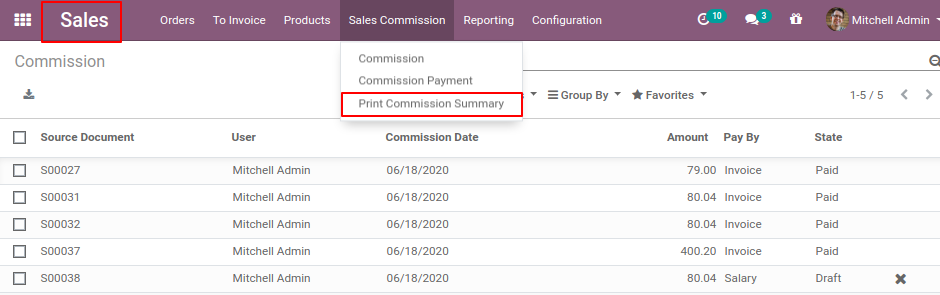 Sales Orders To Invoice Products Sales Commission Reporting Configuration 10 3 Mitchell Admin
Commission
Commission
Commission Payment
Print Commission Summary
Group By Favorites 1-5 / 5
Source Document User Commission Date Amount Pay By State
S00027 Mitchell Admin 06/18/2020 79.00 Invoice Paid
S00031 Mitchell Admin 06/18/2020 80.04 Invoice Paid
S00032 Mitchell Admin 06/18/2020 80.04 Invoice Paid
S00037 Mitchell Admin 06/18/2020 400.20 Invoice Paid
S00038 Mitchell Admin 06/18/2020 80.04 Salary Draft